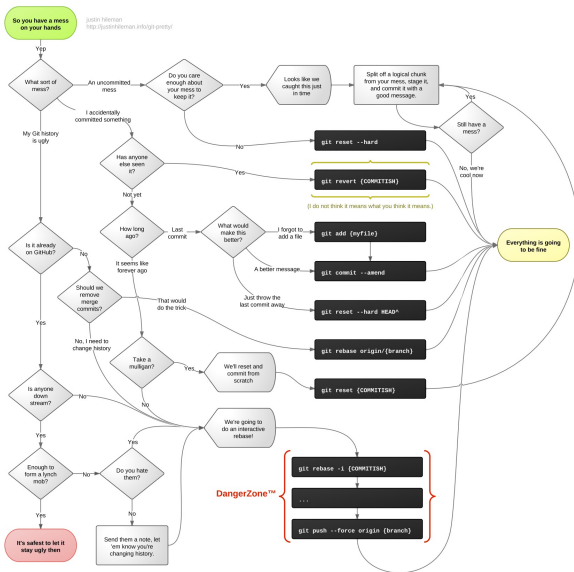 So you have a mess
on your hands
justin hileman
http://justinhileman.info/git-pretty/
Yep
What sort of
mess?
An uncommitted
mess
Do you care
enough about
your mess to
keep it?
Yes
Looks like we
caught this just
in time
Split off a logical chunk
from your mess, stage it,
and commit it with a
good message.
Yes
Still have a
mess?
No, we're
cool now
I accidentally
committed something
My Git history
is ugly
No
git reset --hard
Has anyone
else seen
it?
Yes
git revert {COMMITISH}
(I do not think it means what you think it means.)
Not yet
How long
ago?
Last
commit
What would
make this
better?
I forgot to
add a file
git add {myfile}
Everything is going
to be fine
Is it already
on GitHub?
No
It seems like
forever ago
A better message
git commit --amend
Should we
remove
merge
commits?
That would
do the trick
Just throw the
last commit away
git reset --hard HEAD^
Yes
No, I need to
change history
git rebase origin/{branch}
Take a
mulligan?
Yes
We'll reset and
commit from
scratch
git reset {COMMITISH}
Is anyone
down
stream?
No
No
We're going to
do an interactive
rebase!
Yes
Yes
Enough to
form a lynch
mob?
No
Do you hate
them?
git rebase -i {COMMITISH}
DangerZone™
...
Yes
No
git push --force origin {branch}
It's safest to let it
stay ugly then
Send them a note, let
'em know you're
changing history.